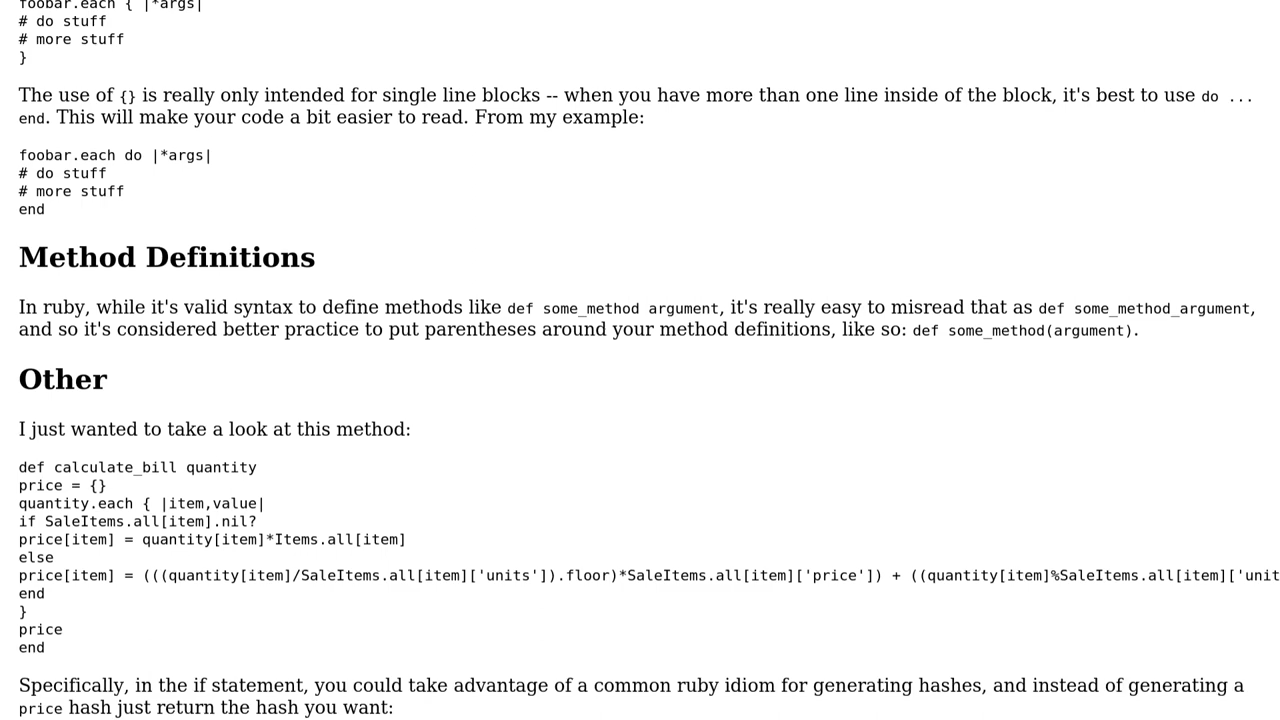 foobar.each { |*args|
# do stuff
# more stuff
}
The use of {} is really only intended for single line blocks -- when you have more than one line inside of the block, it's best to use do ...
end. This will make your code a bit easier to read. From my example:
foobar.each do |*args|
# do stuff
# more stuff
end
Method Definitions
In ruby, while it's valid syntax to define methods like def some_method argument, it's really easy to misread that as def some_method_argument,
and so it's considered better practice to put parentheses around your method definitions, like so: def some_method(argument).
Other
I just wanted to take a look at this method:
def calculate_bill quantity
price = {}
quantity.each { |item,value|
if SaleItems.all[item].nil?
price[item] = quantity[item]*Items.all[item]
else
price[item] = (((quantity[item]/SaleItems.all[item]['units']).floor)*SaleItems.all[item]['price']) + ((quantity[item]%SaleItems.all[item]['unit
end
}
price
end
Specifically, in the if statement, you could take advantage of a common ruby idiom for generating hashes, and instead of generating a
price hash just return the hash you want: